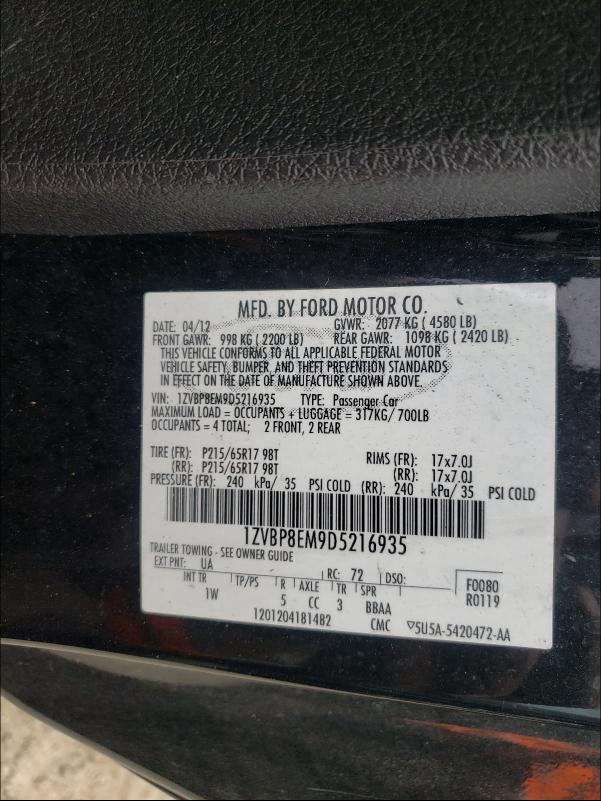 MFD. BY FORD MOTOR CO.
DATE: 04/12 GVWR: 2077 KG ( 4580 LB)
FRONT GAWR: 998 KG ( 2200 LB) REAR GAWR: 1098 KG ( 2420 LB)
THIS VEHICLE CONFORMS TO ALL APPLICABLE FEDERAL MOTOR
VEHICLE SAFETY, BUMPER, AND THEFT PREVENTION STANDARDS
IN EFFECT ON THE DATE OF MANUFACTURE SHOWN ABOVE.
VIN: 1ZVBP8EM9D5216935 TYPE: Passenger Car
MAXIMUM LOAD = OCCUPANTS + LUGGAGE = 317KG/ 700LB
OCCUPANTS = 4 TOTAL; 2 FRONT, 2 REAR
TIRE (FR): P215/65R17 98T RIMS (FR): 17x7.0J
(RR): P215/65R17 98T (RR): 17x7.0J
PRESSURE (FR): 240 kPa/ 35 PSI COLD (RR): 240 kPa/ 35 PSI COLD
1ZVBP8EM9D5216935
TRAILER TOWING - SEE OWNER GUIDE
EXT PNT: UA RC: 72 DSO: F0080
INT TR TP/PS R AXLE TR SPR R0119
1W 5 CC 3 BBAA
1201204181482 CMC ▽5U5A-5420472-AA